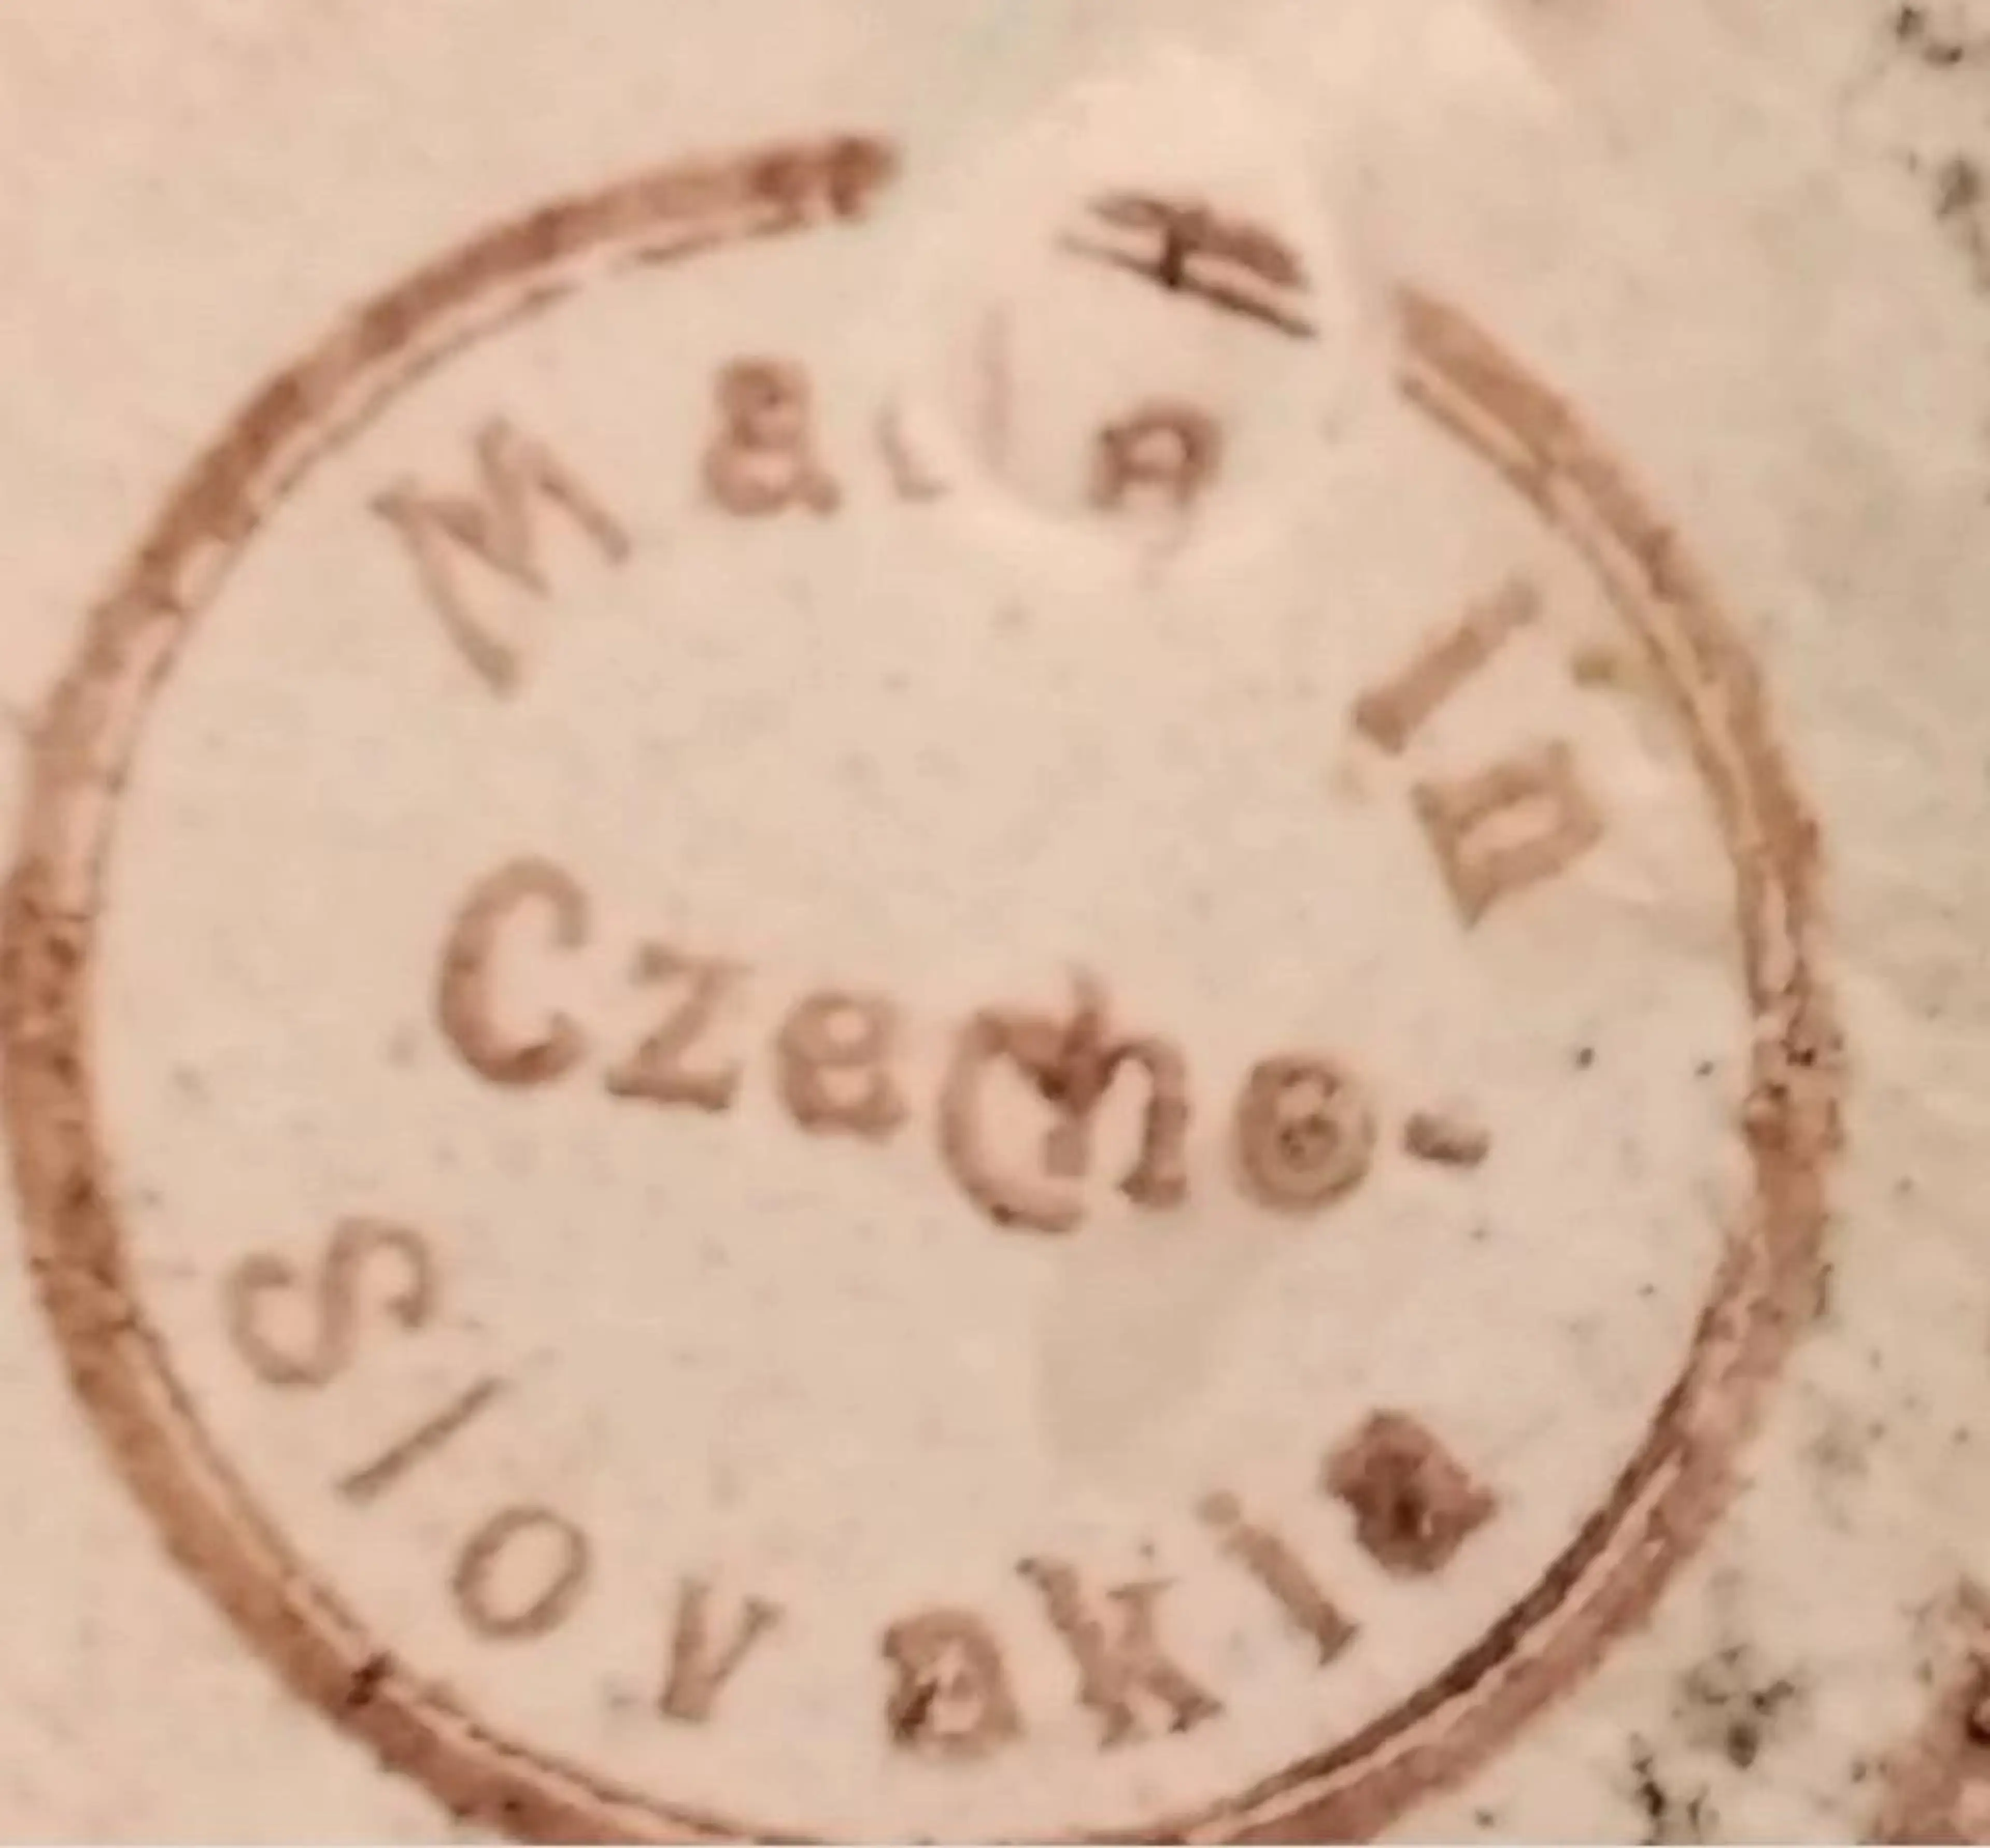 Made in
Czecho-
Slovakia